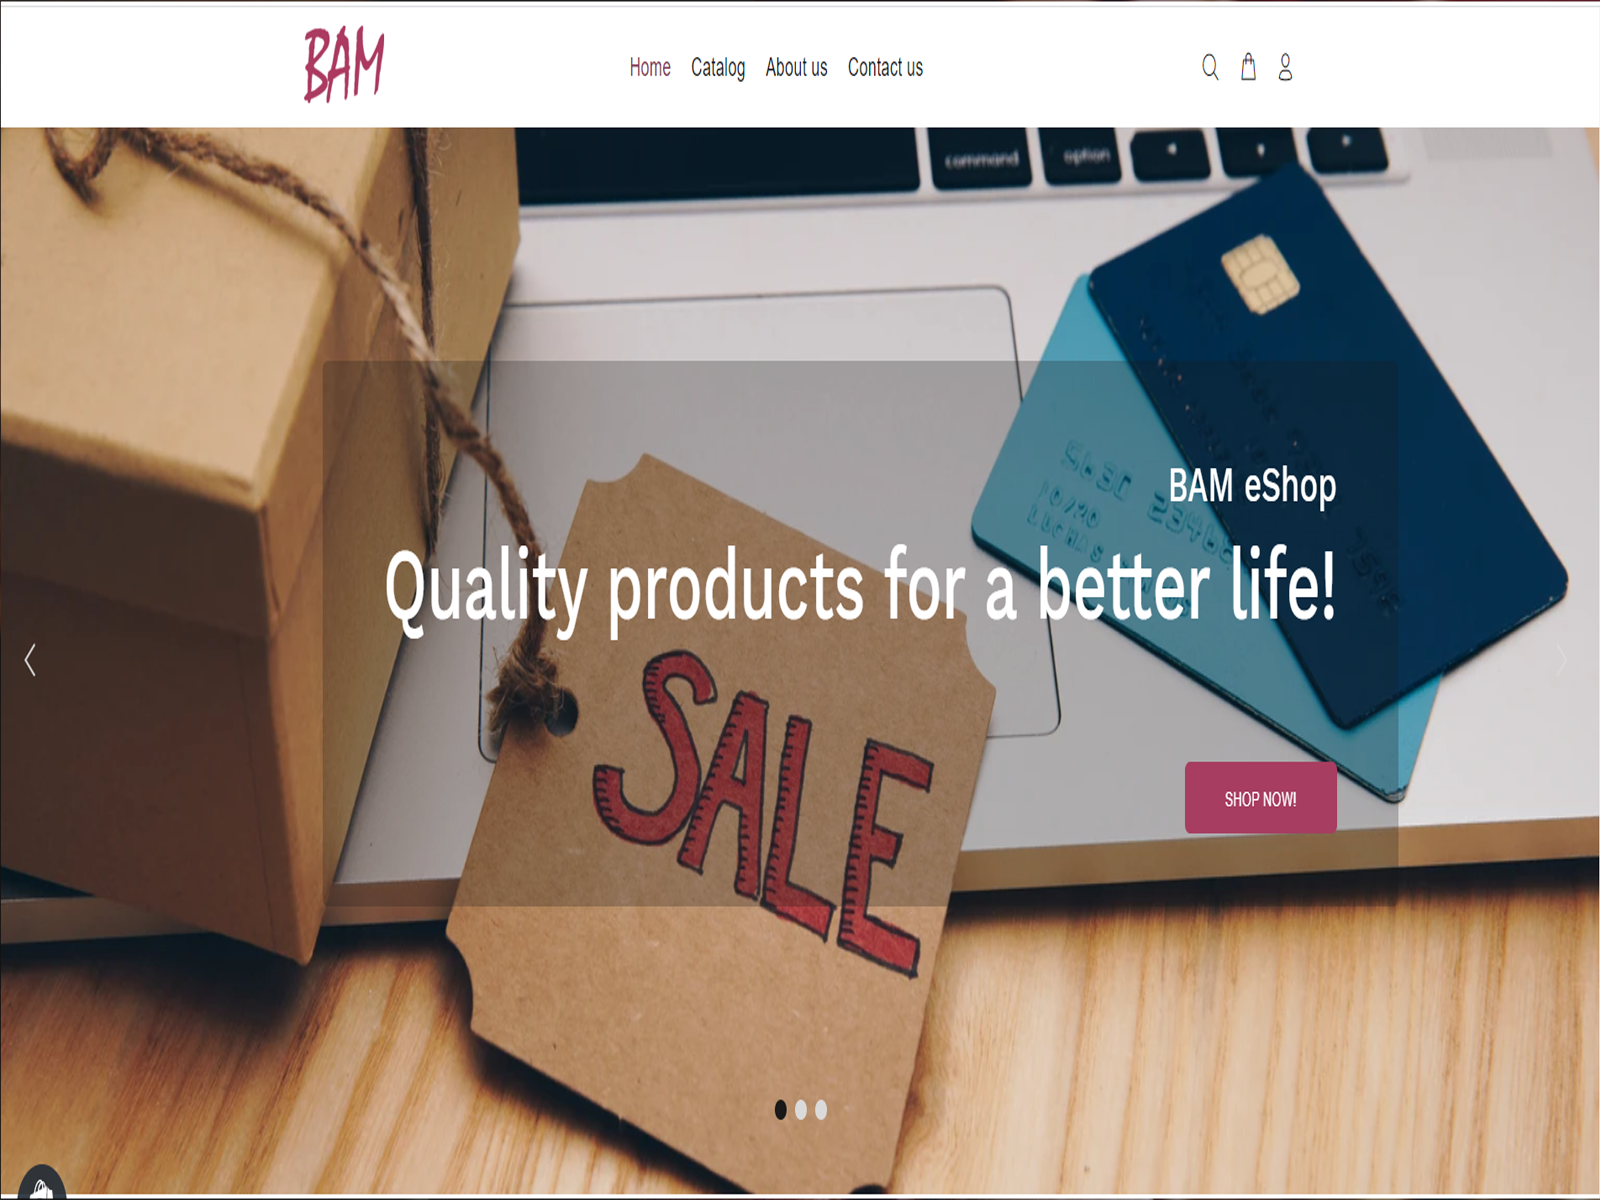 BAM
Home Catalog About us Contact us
command option
BAM eShop
Quality products for a better life!
SALE
SHOP NOW!